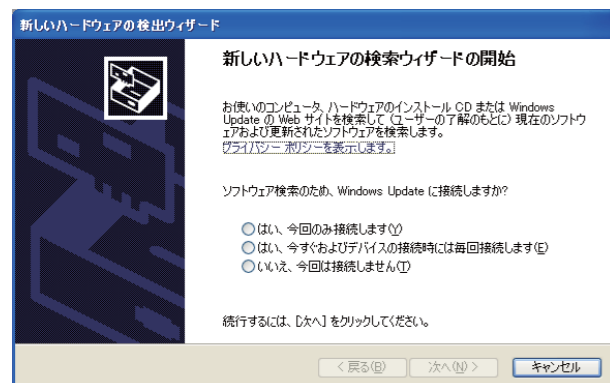 新しいハードウェアの検出ウィザード
新しいハードウェアの検索ウィザードの開始
お使いのコンピュータ、ハードウェアのインストール CD または Windows
Update の Web サイトを検索して (ユーザーの了解のもとに) 現在のソフトウ
ェアおよび更新されたソフトウェアを検索します。
プライバシー ポリシーを表示します。
ソフトウェア検索のため、Windows Update に接続しますか?
はい、今回のみ接続します(Y)
はい、今すぐおよびデバイスの接続時には毎回接続します(E)
いいえ、今回は接続しません(T)
続行するには、[次へ] をクリックしてください。
< 戻る(B)
次へ(N) >
キャンセル